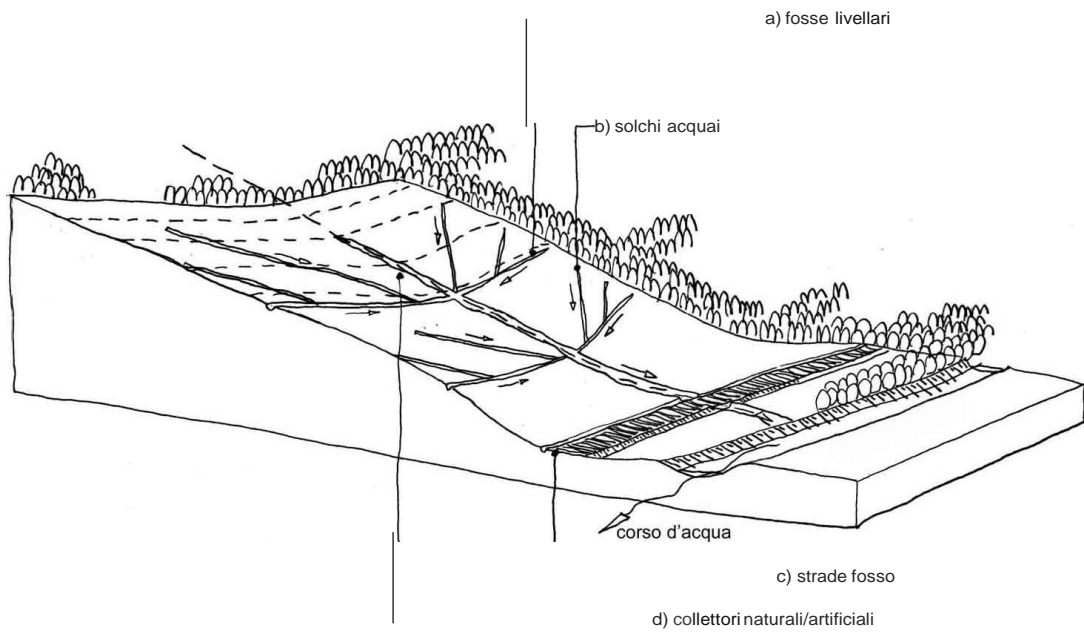 a) fosse livellari
b) solchi acquai
corso d'acqua
c) strade fosso
d) collettori naturali/artificiali